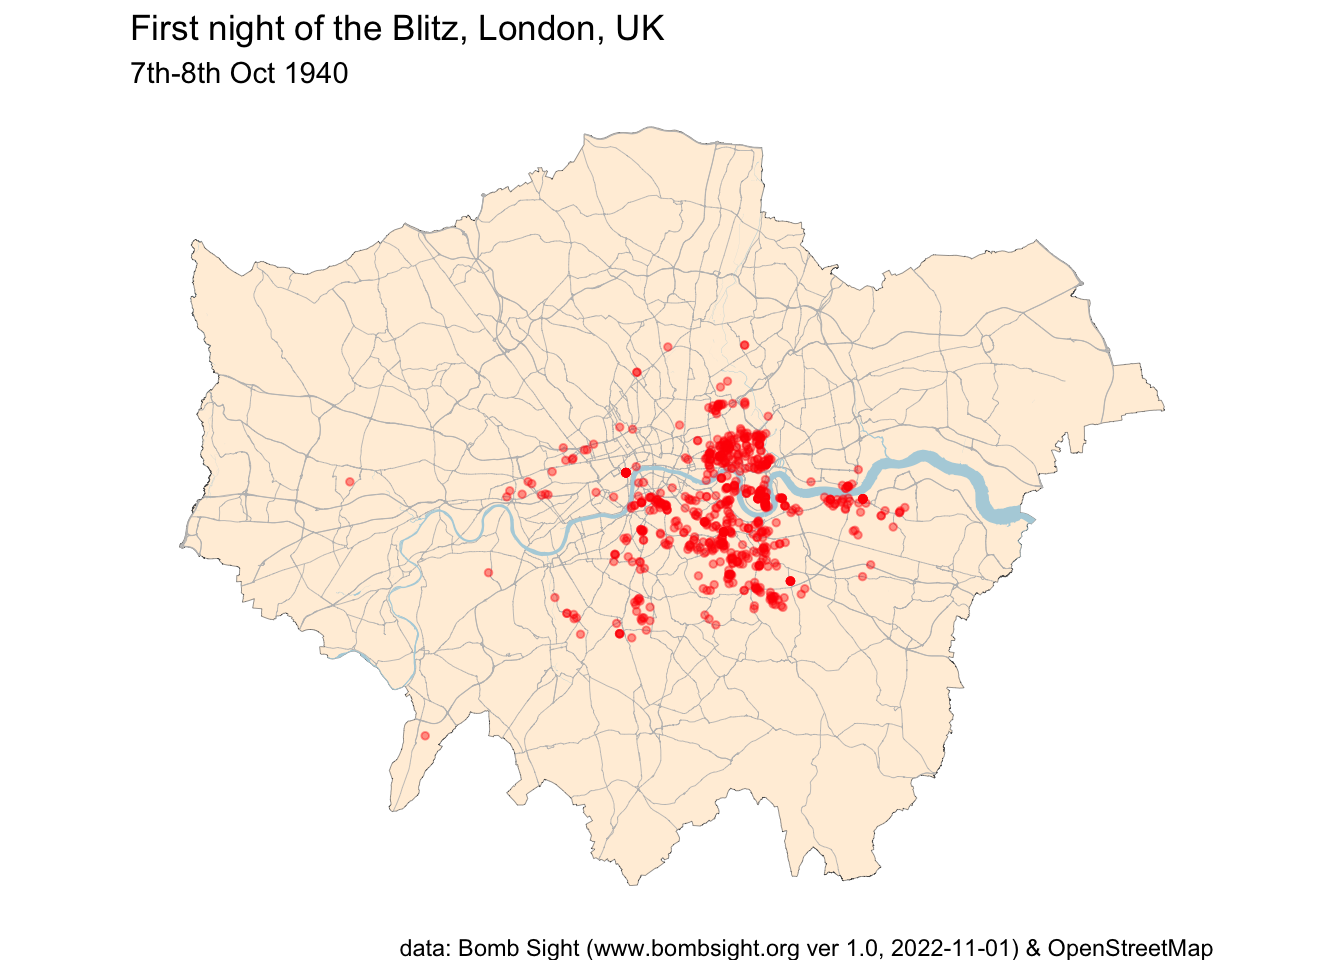 First night of the Blitz, London, UK
7th-8th Oct 1940
data: Bomb Sight (www.bombsight.org ver 1.0, 2022-11-01) & OpenStreetMap